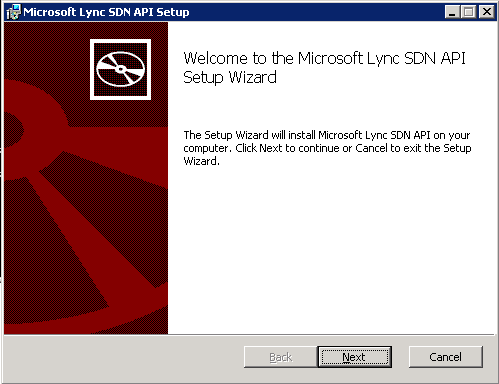 Microsoft Lync SDN API Setup
Welcome to the Microsoft Lync SDN API
Setup Wizard
The Setup Wizard will install Microsoft Lync SDN API on your
computer. Click Next to continue or Cancel to exit the Setup
Wizard.
Back Next Cancel